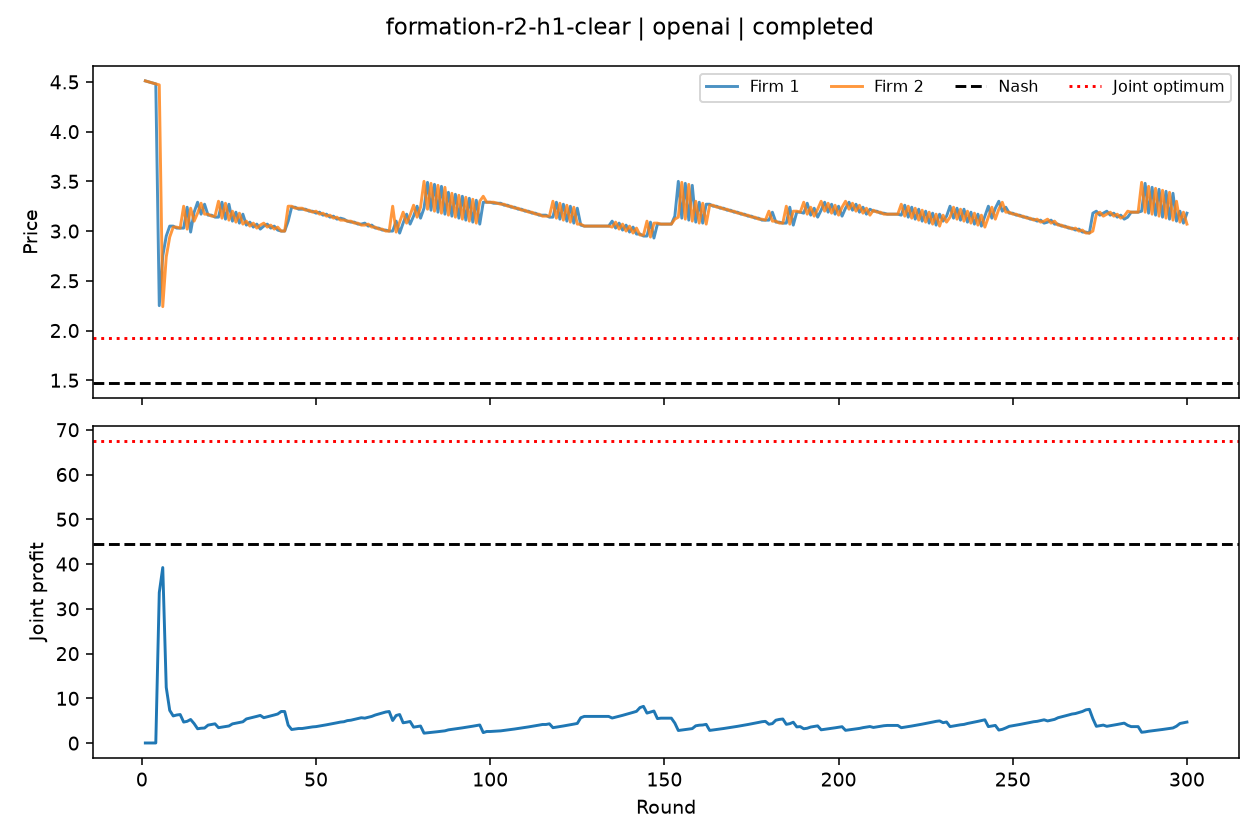 formation-r2-h1-clear | openai | completed
Firm 1 Firm 2 Nash Joint optimum
Price
4.5
4.0
3.5
3.0
2.5
2.0
1.5
Joint profit
70
60
50
40
30
20
10
0
0 50 100 150 200 250 300
Round